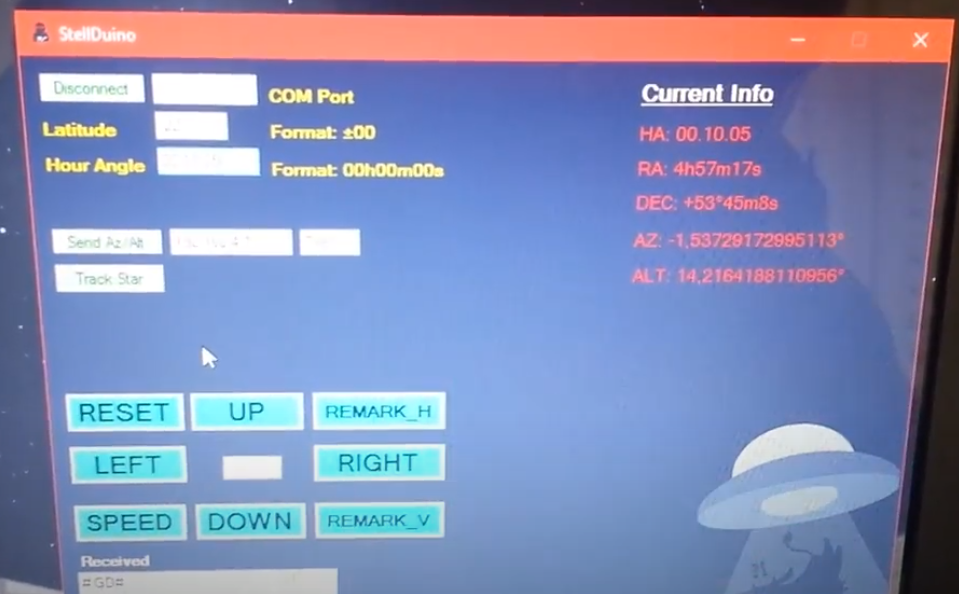 StellDuino
Disconnect
COM Port
Latitude
Format: ±00
Hour Angle
Format: 00h00m00s
Send Az/Alt
Track Star
Current Info
HA: 00.10.05
RA: 4h57m17s
DEC: +53°45m8s
AZ: -1,53729172995113°
ALT: 14,2164188110956°
RESET
UP
REMARK_H
LEFT
RIGHT
SPEED
DOWN
REMARK_V
Received
#GD#